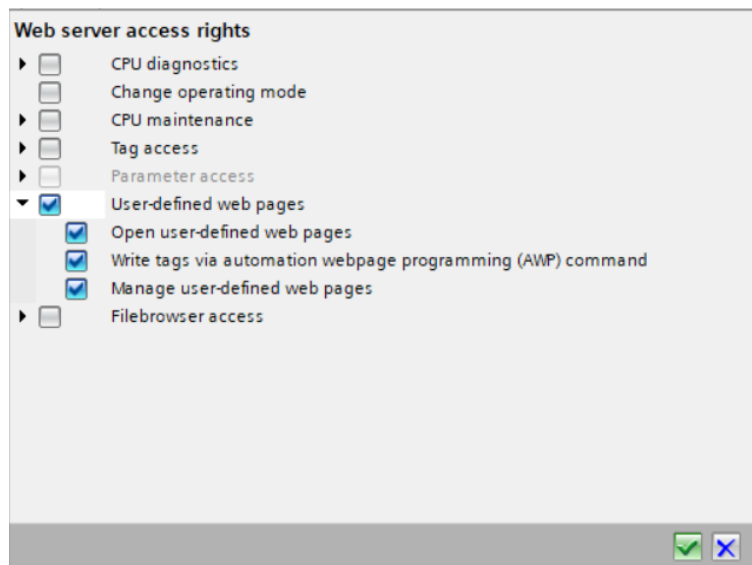 Web server access rights
CPU diagnostics
Change operating mode
CPU maintenance
Tag access
Parameter access
User-defined web pages
Open user-defined web pages
Write tags via automation webpage programming (AWP) command
Manage user-defined web pages
Filebrowser access